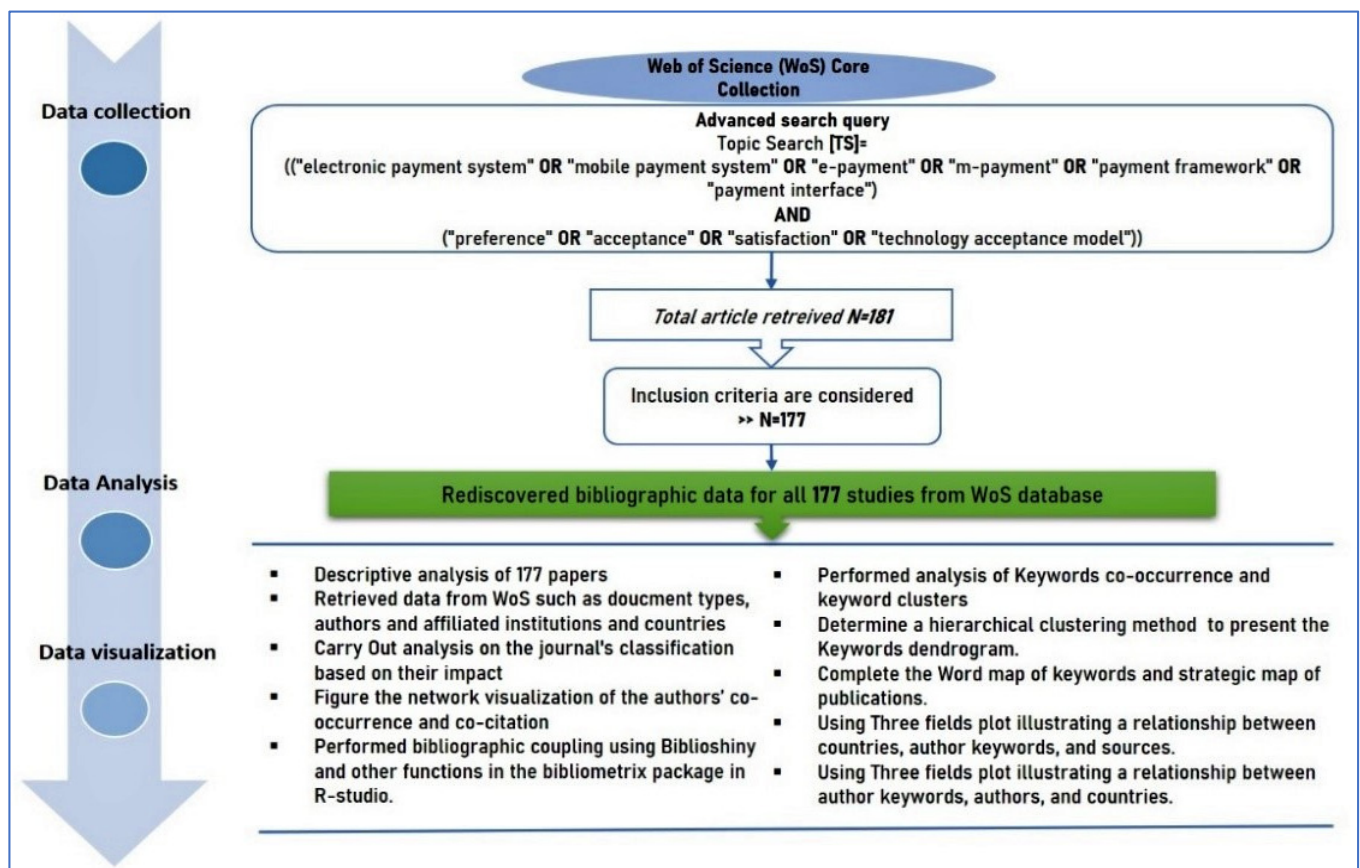 Data collection
Web of Science (WoS) Core
Collection
Advanced search query
Topic Search [TS]=
(("electronic payment system" OR "mobile payment system" OR "e-payment" OR "m-payment" OR "payment framework" OR
"payment interface")
AND
("preference" OR "acceptance" OR "satisfaction" OR "technology acceptance model"))
Total article retreived N=181
Inclusion criteria are considered
>> N=177
Data Analysis
Rediscovered bibliographic data for all 177 studies from WoS database
Data visualization
▪ Descriptive analysis of 177 papers
▪ Retrieved data from WoS such as doucment types,
authors and affiliated institutions and countries
▪ Carry Out analysis on the journal's classification
based on their impact
▪ Figure the network visualization of the authors' co-
occurrence and co-citation
▪ Performed bibliographic coupling using Biblioshiny
and other functions in the bibliometrix package in
R-studio.
▪ Performed analysis of Keywords co-occurrence and
keyword clusters
▪ Determine a hierarchical clustering method to present the
Keywords dendrogram.
▪ Complete the Word map of keywords and strategic map of
publications.
▪ Using Three fields plot illustrating a relationship between
countries, author keywords, and sources.
▪ Using Three fields plot illustrating a relationship between
author keywords, authors, and countries.